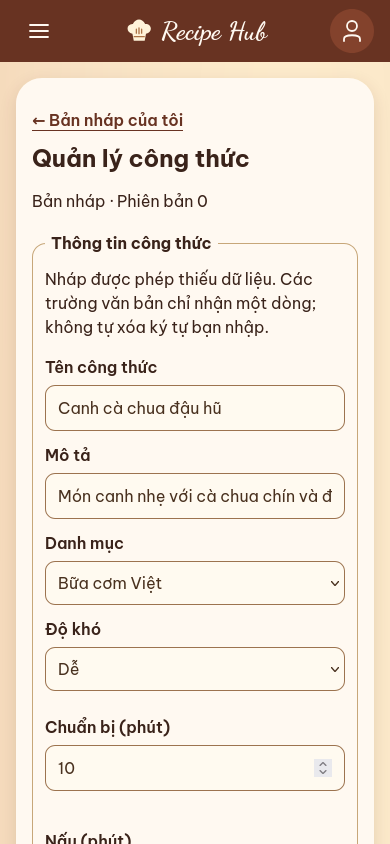 Recipe Hub
← Bản nháp của tôi
Quản lý công thức
Bản nháp · Phiên bản 0
Thông tin công thức
Nháp được phép thiếu dữ liệu. Các
trường văn bản chỉ nhận một dòng;
không tự xóa ký tự bạn nhập.
Tên công thức
Canh cà chua đậu hũ
Mô tả
Món canh nhẹ với cà chua chín và đ
Danh mục
Bữa cơm Việt
Độ khó
Dễ
Chuẩn bị (phút)
10
Nấu (phút)